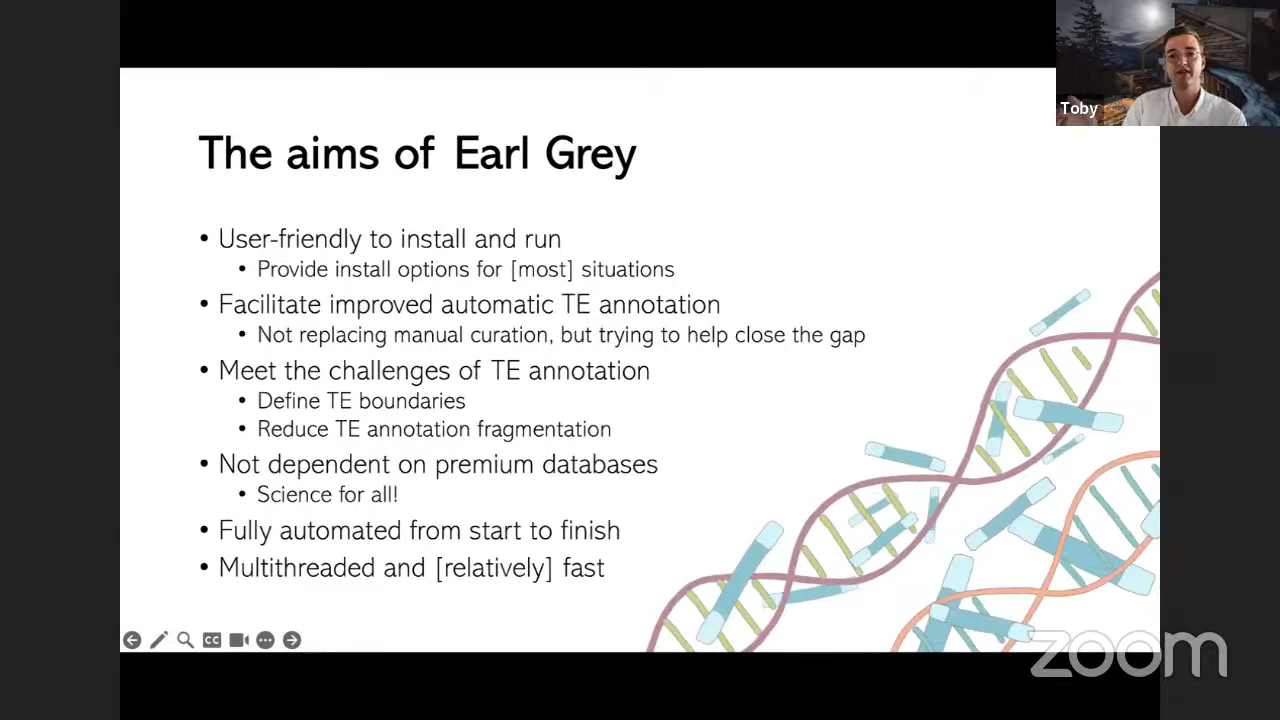 Toby
The aims of Earl Grey
• User-friendly to install and run
• Provide install options for [most] situations
• Facilitate improved automatic TE annotation
• Not replacing manual curation, but trying to help close the gap
• Meet the challenges of TE annotation
• Define TE boundaries
• Reduce TE annotation fragmentation
• Not dependent on premium databases
• Science for all!
• Fully automated from start to finish
• Multithreaded and [relatively] fast
CC
zoom